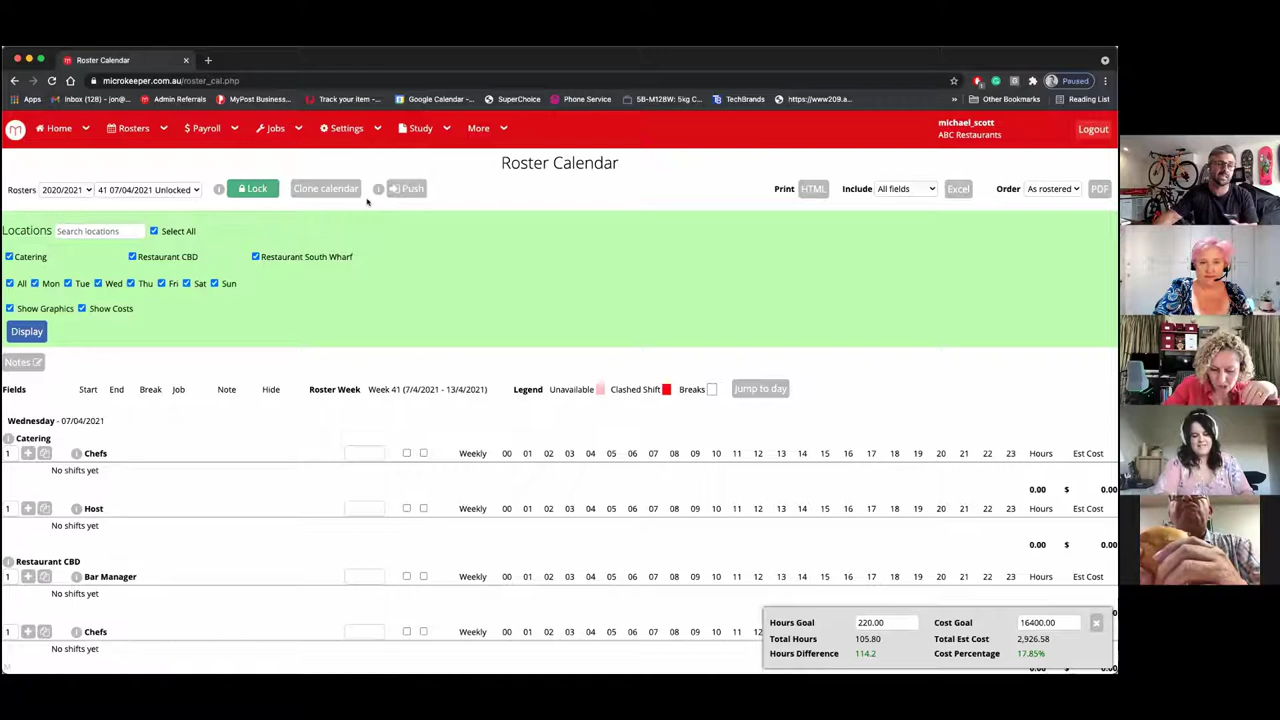 Roster Calendar
microkeeper.com.au/roster_cal.php
Paused
Apps Inbox (128) - jon@... Admin Referrals MyPost Business... Track your item -... Google Calendar -... SuperChoice Phone Service 5B-M128W: 5kg C... TechBrands https://www209.a... » Other Bookmarks Reading List
Home Rosters Payroll Jobs Settings Study More
michael_scott
ABC Restaurants
Logout
Roster Calendar
Rosters 2020/2021 41 07/04/2021 Unlocked Lock Clone calendar Push Print HTML Include All fields Excel Order As rostered PDF
Locations Search locations Select All
Catering Restaurant CBD Restaurant South Wharf
All Mon Tue Wed Thu Fri Sat Sun
Show Graphics Show Costs
Display
Notes
Fields Start End Break Job Note Hide Roster Week Week 41 (7/4/2021 - 13/4/2021) Legend Unavailable Clashed Shift Breaks Jump to day
Wednesday - 07/04/2021
Catering
1 Chefs Weekly 00 01 02 03 04 05 06 07 08 09 10 11 12 13 14 15 16 17 18 19 20 21 22 23 Hours Est Cost
No shifts yet
0.00 $ 0.00
1 Host Weekly 00 01 02 03 04 05 06 07 08 09 10 11 12 13 14 15 16 17 18 19 20 21 22 23 Hours Est Cost
No shifts yet
0.00 $ 0.00
Restaurant CBD
1 Bar Manager Weekly 00 01 02 03 04 05 06 07 08 09 10 11 12 13 14 15 16 17 18 19 20 21 22 23 Hours Est Cost
No shifts yet
1 Chefs Weekly 00 01 02 03 04 05 06 07 08 09 10 11 12
No shifts yet
Hours Goal 220.00 Cost Goal 16400.00
Total Hours 105.80 Total Est Cost 2,926.58
Hours Difference 114.2 Cost Percentage 17.85%